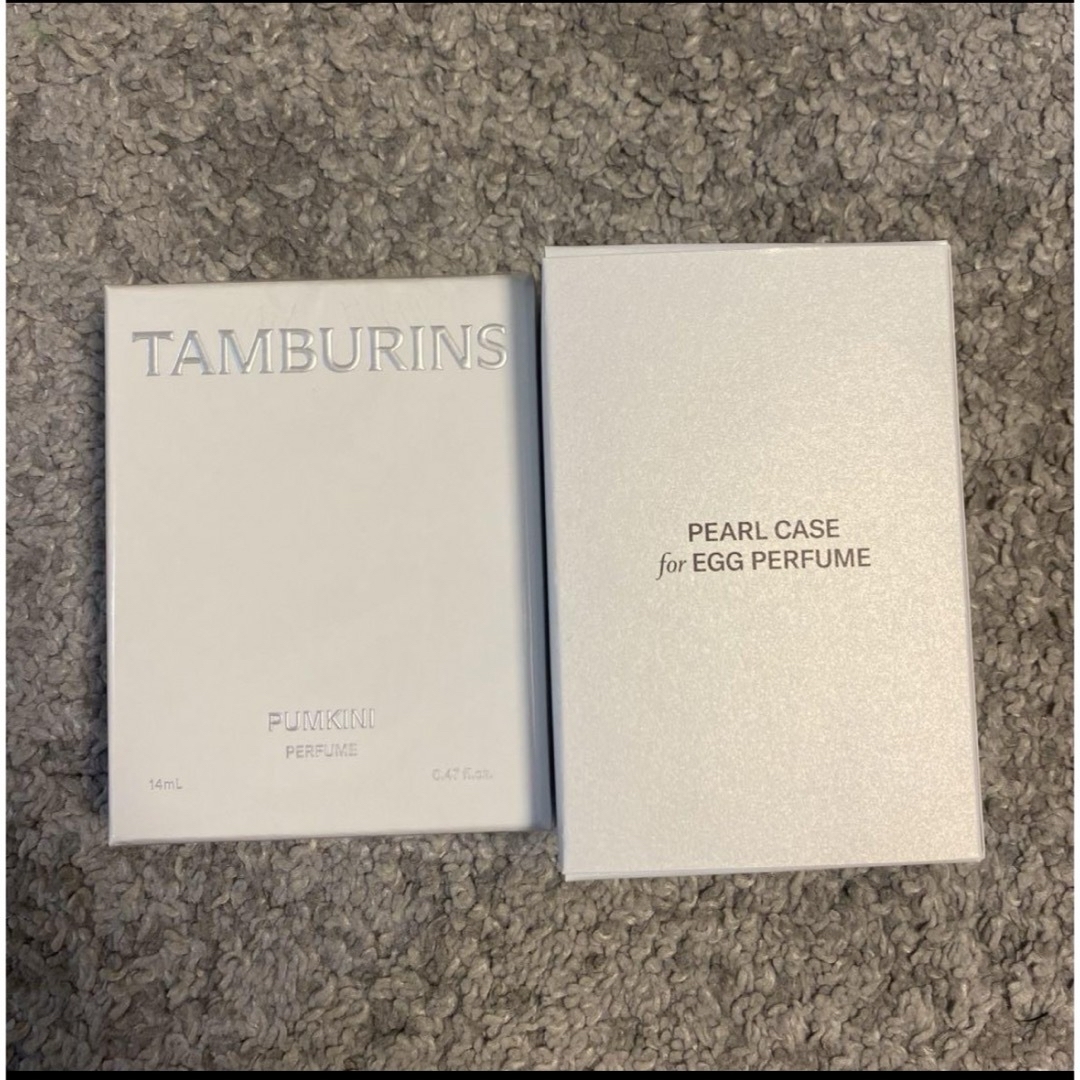 TAMBURINS
PUMKINI
PERFUME
14mL
0.47 fl.oz.
PEARL CASE
for EGG PERFUME